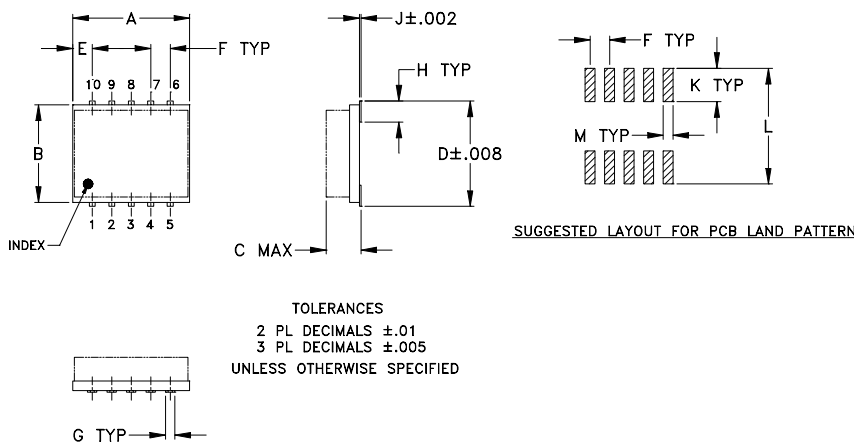 A
E
F TYP
10 9 8 7 6
B
1 2 3 4 5
INDEX
J±.002
H TYP
D±.008
C MAX
F TYP
K TYP
M TYP
L
SUGGESTED LAYOUT FOR PCB LAND PATTERN
TOLERANCES
2 PL DECIMALS ±.01
3 PL DECIMALS ±.005
UNLESS OTHERWISE SPECIFIED
G TYP